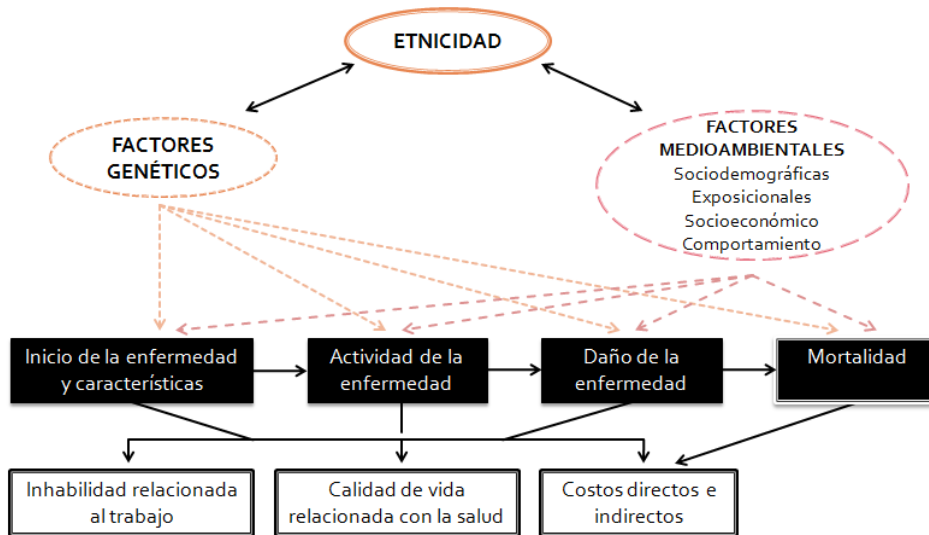 ETNICIDAD
FACTORES
GENÉTICOS
FACTORES
MEDIOAMBIENTALES
Sociodemográficas
Exposicionales
Socioeconómico
Comportamiento
Inicio de la enfermedad
y características
Actividad de la
enfermedad
Daño de la
enfermedad
Mortalidad
Inhabilidad relacionada
al trabajo
Calidad de vida
relacionada con la salud
Costos directos e
indirectos